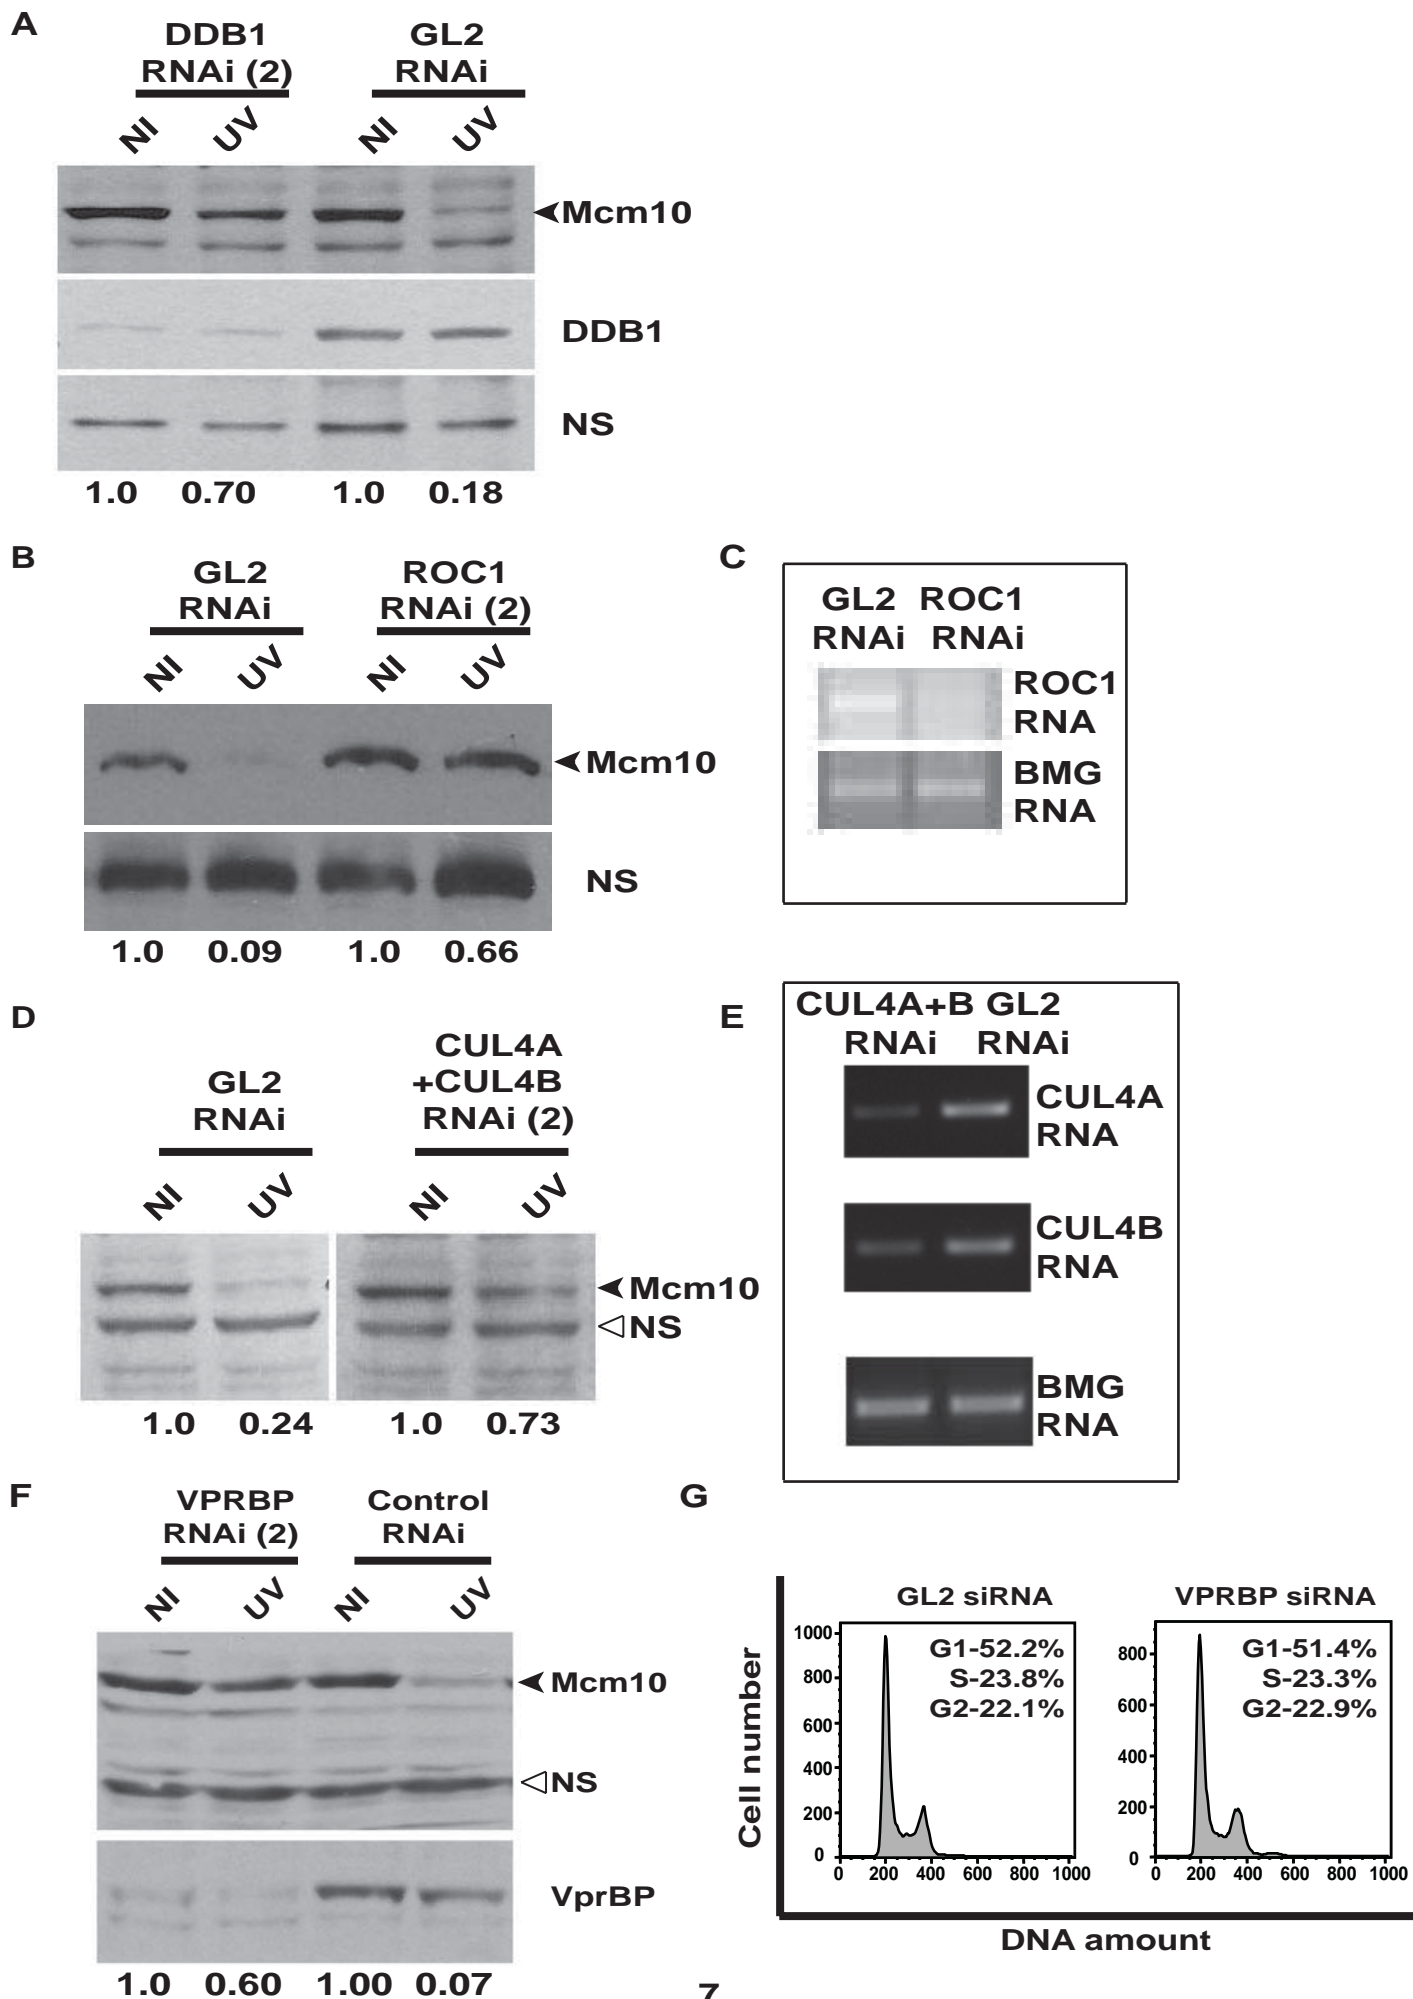 A
DDB1 RNAi (2)
GL2 RNAi
NI UV NI UV
Mcm10
DDB1
NS
1.0 0.70 1.0 0.18
B
GL2 RNAi
ROC1 RNAi (2)
NI UV NI UV
Mcm10
NS
1.0 0.09 1.0 0.66
C
GL2 ROC1
RNAi RNAi
ROC1
RNA
BMG
RNA
D
GL2
RNAi
CUL4A
+CUL4B
RNAi (2)
NI UV NI UV
Mcm10
NS
1.0 0.24 1.0 0.73
E
CUL4A+B GL2
RNAi RNAi
CUL4A
RNA
CUL4B
RNA
BMG
RNA
F
VPRBP
RNAi (2)
Control
RNAi
NI UV NI UV
Mcm10
NS
VprBP
1.0 0.60 1.00 0.07
G
GL2 siRNA
G1-52.2%
S-23.8%
G2-22.1%
1000
800
600
400
200
0
0 200 400 600 800 1000
VPRBP siRNA
G1-51.4%
S-23.3%
G2-22.9%
800
600
400
200
0
0 200 400 600 800 1000
Cell number
DNA amount
7